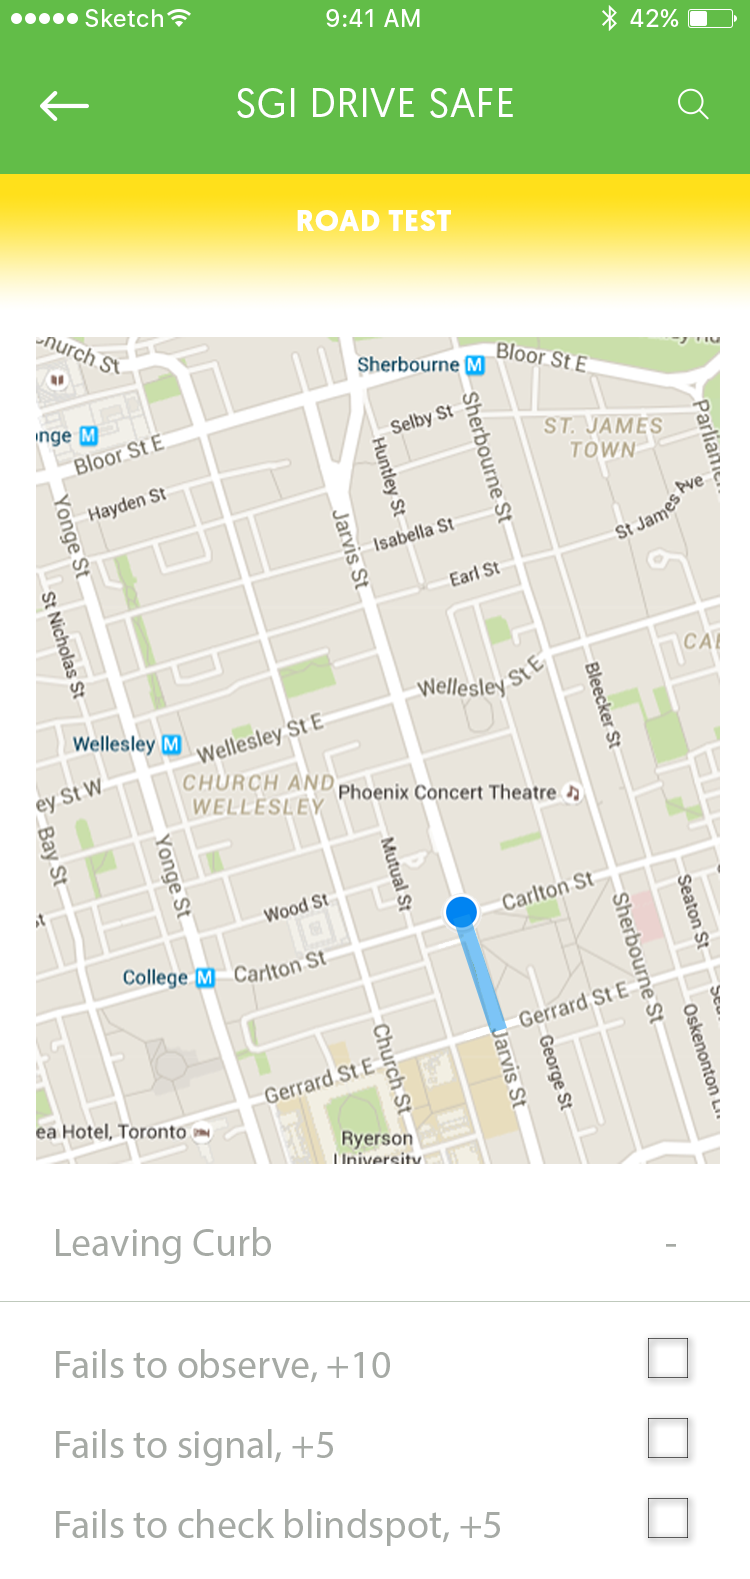 Sketch 9:41 AM 42%
SGI DRIVE SAFE
ROAD TEST
Church St
Sherbourne M
Bloor St E
Parliam
Selby St
Sherbourne St
ST. JAMES
TOWN
onge M
Bloor St E
Huntley St
Hayden St
Yonge St
Jarvis St
Isabella St
St James Ave
Earl St
St Nicholas St
CA
Wellesley St E
Bleecker St
Wellesley M
Wellesley St E
CHURCH AND
WELLESLEY
Phoenix Concert Theatre
ey St W
Bay St
Yonge St
Mutual St
Carlton St
Wood St
Sherbourne St
Seaton St
College M
Carlton St
Gerrard St E
Oskenonton L
Church St
Jarvis St
George St
Gerrard St E
ea Hotel, Toronto
Ryerson
University
Leaving Curb -
Fails to observe, +10
Fails to signal, +5
Fails to check blindspot, +5